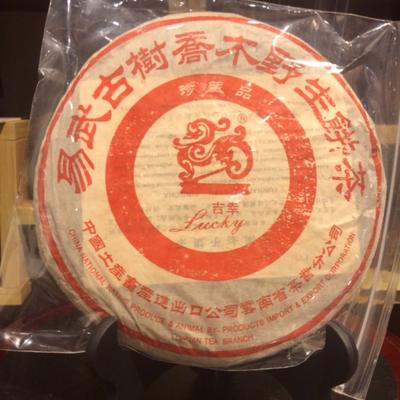 易武古樹喬木野生餅茶
珍藏品
®
吉幸
Lucky
中國土產畜產進出口公司雲南省茶葉分公司
CHINA NATIONAL NATIVE PRODUCE & ANIMAL BY-PRODUCTS IMPORT & EXPORT CORPORATION
YUNNAN TEA BRANCH